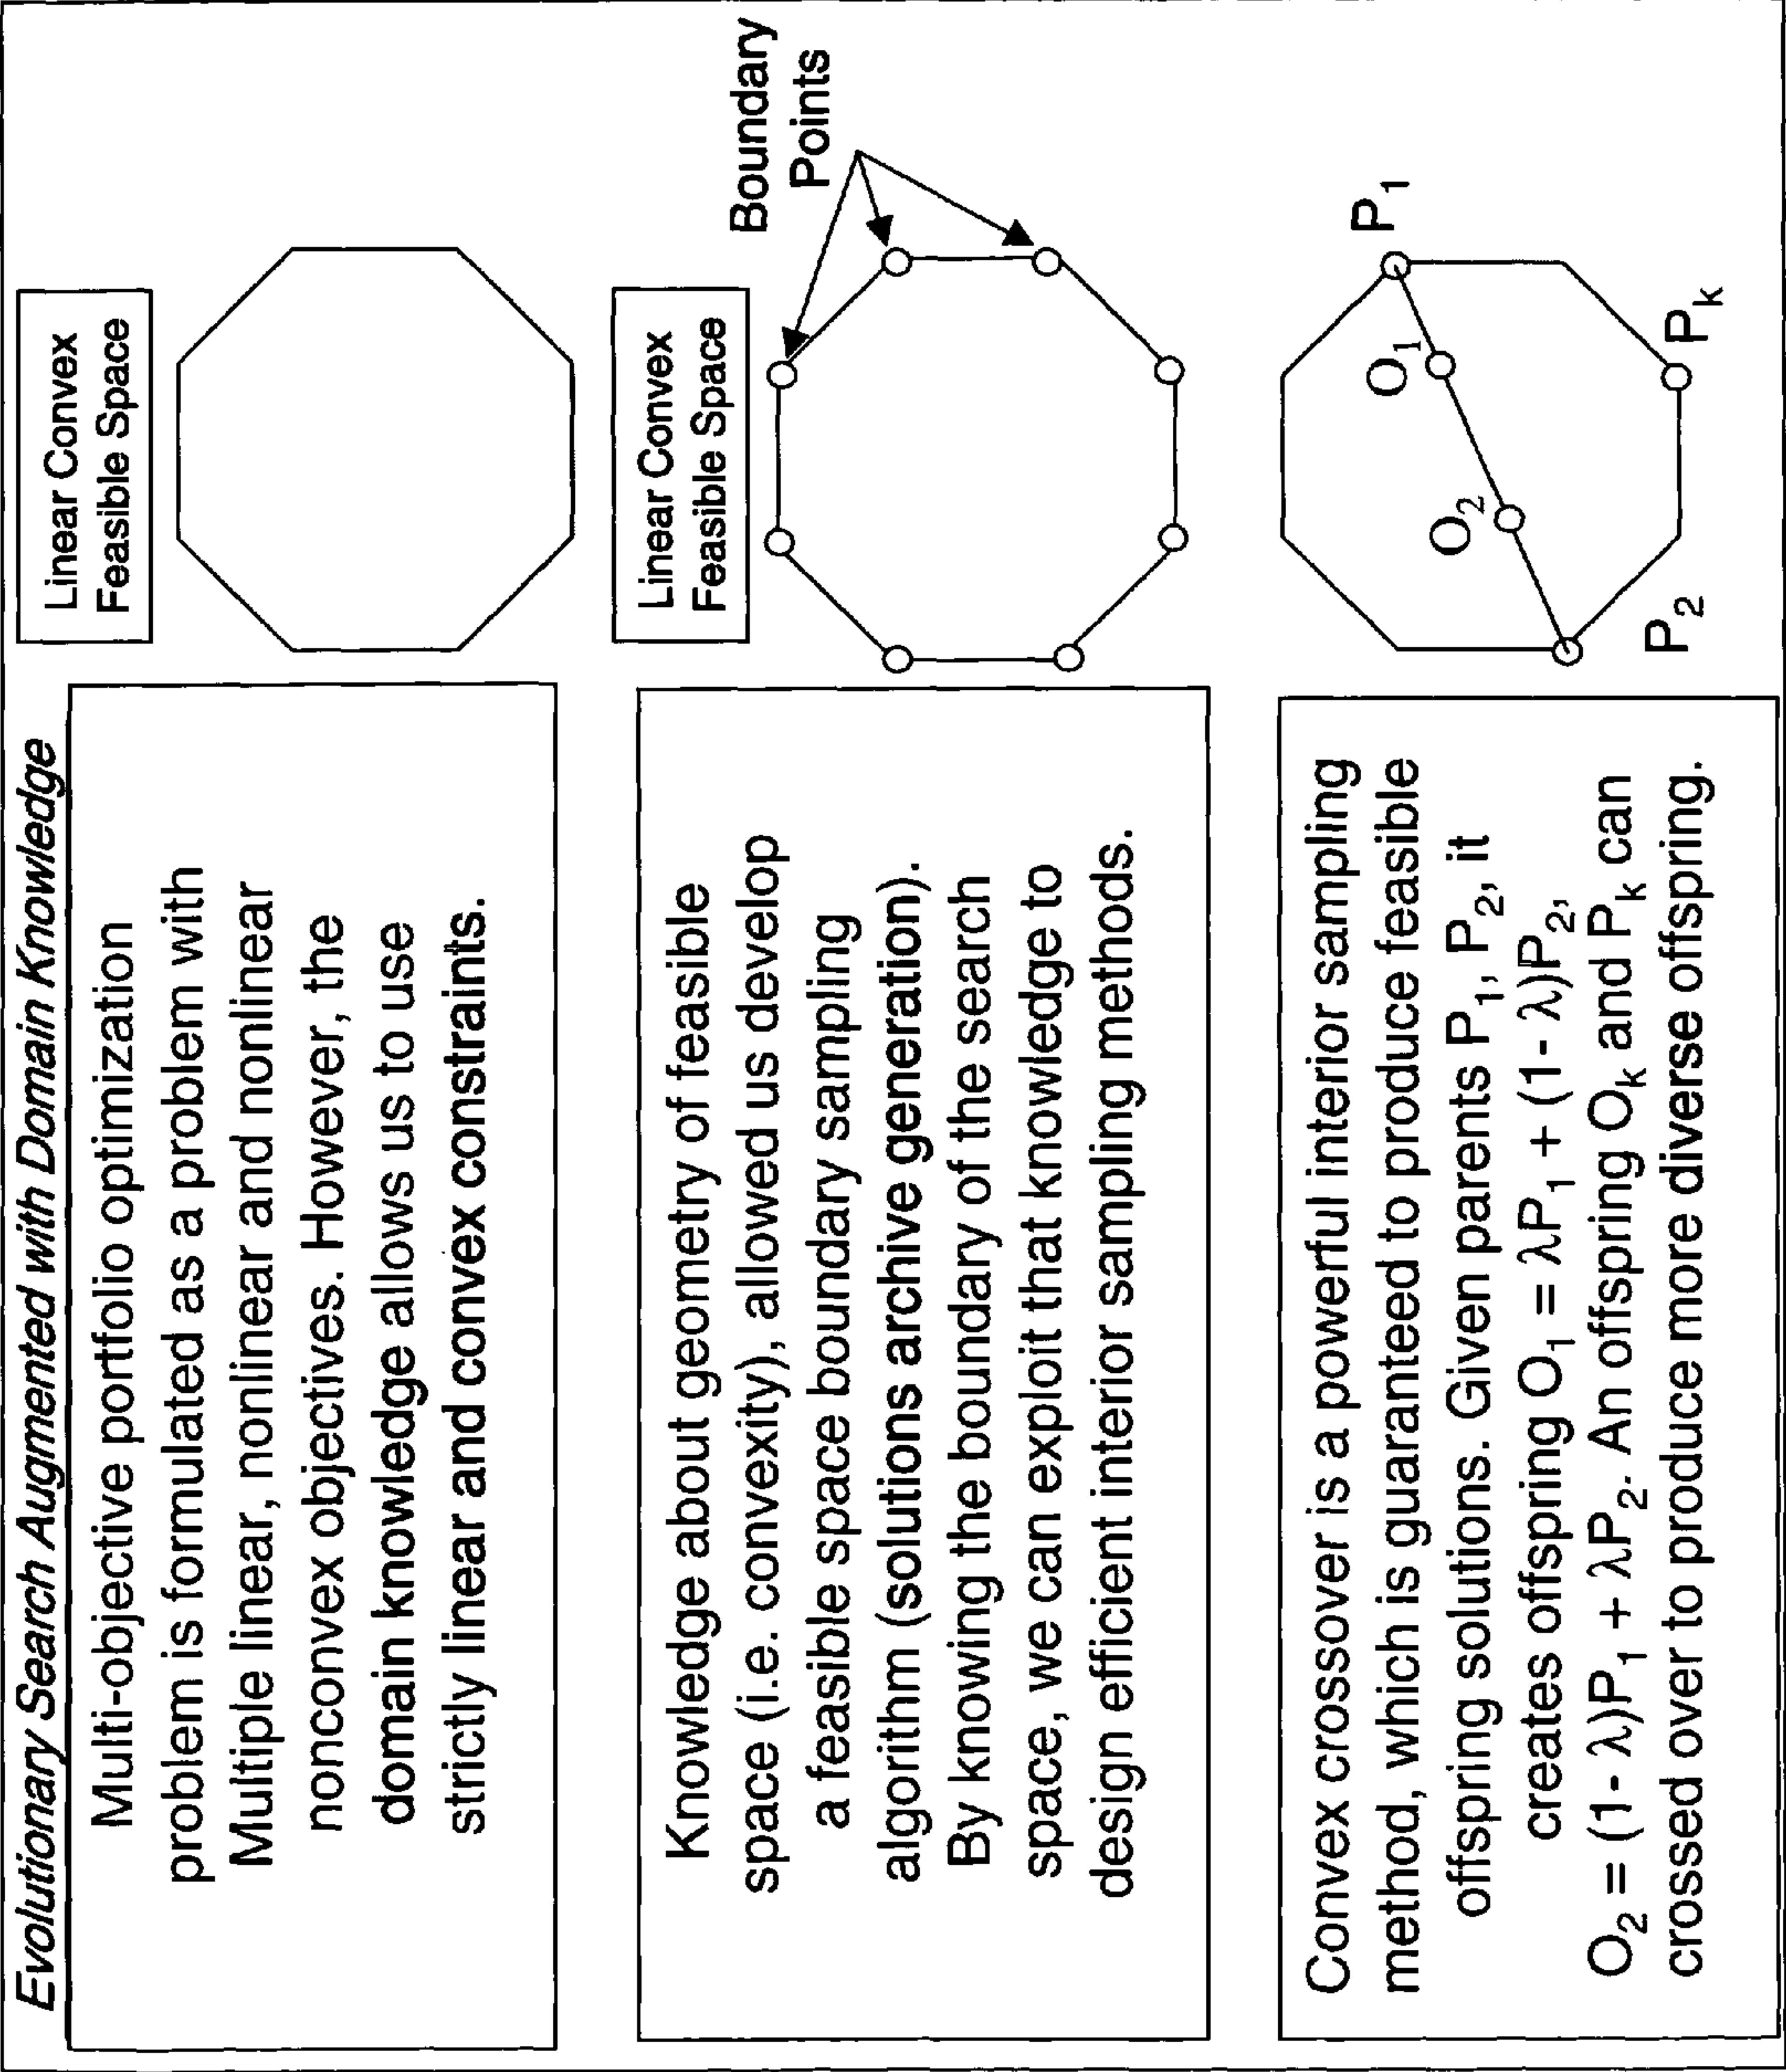 Evolutionary Search Augmented with Domain Knowledge
Multi-objective portfolio optimization
problem is formulated as a problem with
Multiple linear, nonlinear and nonlinear
nonconvex objectives. However, the
domain knowledge allows us to use
strictly linear and convex constraints.
Linear Convex
Feasible Space
Knowledge about geometry of feasible
space (i.e. convexity), allowed us develop
a feasible space boundary sampling
algorithm (solutions archive generation).
By knowing the boundary of the search
space, we can exploit that knowledge to
design efficient interior sampling methods.
Linear Convex
Feasible Space
Boundary
Points
Convex crossover is a powerful interior sampling
method, which is guaranteed to produce feasible
offspring solutions. Given parents P₁, P₂, it
creates offspring O₁ = λP₁ + (1- λ)P₂,
O₂ = (1- λ)P₁ + λP₂. An offspring Oₖ and Pₖ can
crossed over to produce more diverse offspring.
P₁
O₁
O₂
P₂
Pₖ